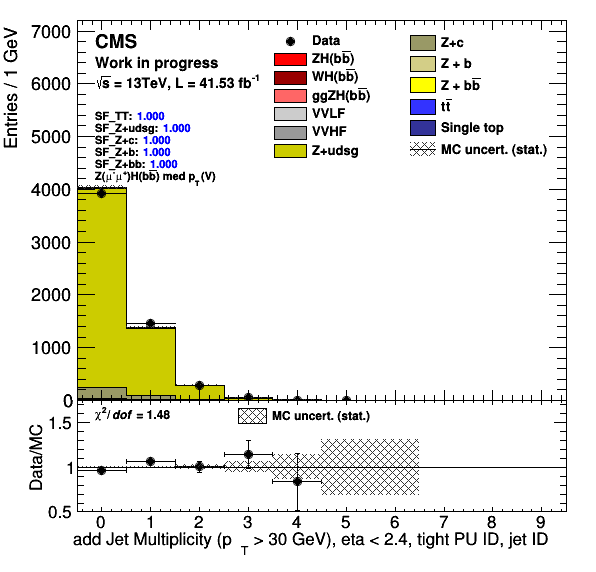 7000
6000
5000
4000
3000
2000
1000
0
Entries / 1 GeV
CMS
Work in progress
√s = 13TeV, L = 41.53 fb⁻¹
SF_TT: 1.000
SF_Z+udsg: 1.000
SF_Z+c: 1.000
SF_Z+b: 1.000
SF_Z+bb: 1.000
Z(μ⁻μ⁺)H(bb̅) med p_T(V)
Data
ZH(bb̅)
WH(bb̅)
ggZH(bb̅)
VVLF
VVHF
Z+udsg
Z+c
Z + b
Z + bb̅
tt̅
Single top
MC uncert. (stat.)
χ²/dof = 1.48
MC uncert. (stat.)
Data/MC
1.5
1
0.5
0 1 2 3 4 5 6 7 8 9
add Jet Multiplicity (p_T > 30 GeV), eta < 2.4, tight PU ID, jet ID